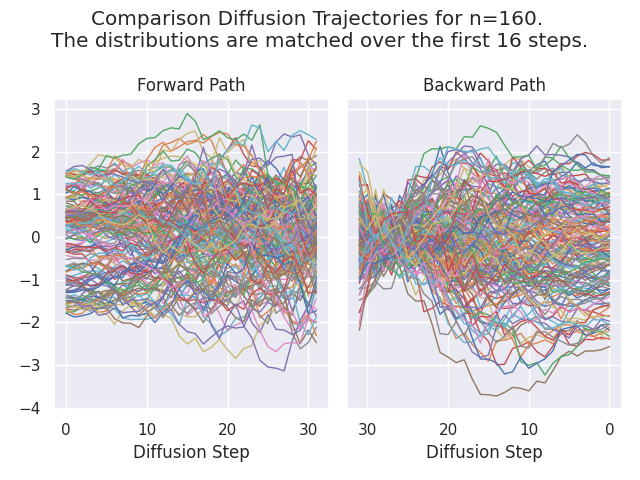 Comparison Diffusion Trajectories for n=160.
The distributions are matched over the first 16 steps.
Forward Path
Backward Path
3
2
1
0
−1
−2
−3
−4
0 10 20 30
30 20 10 0
Diffusion Step
Diffusion Step